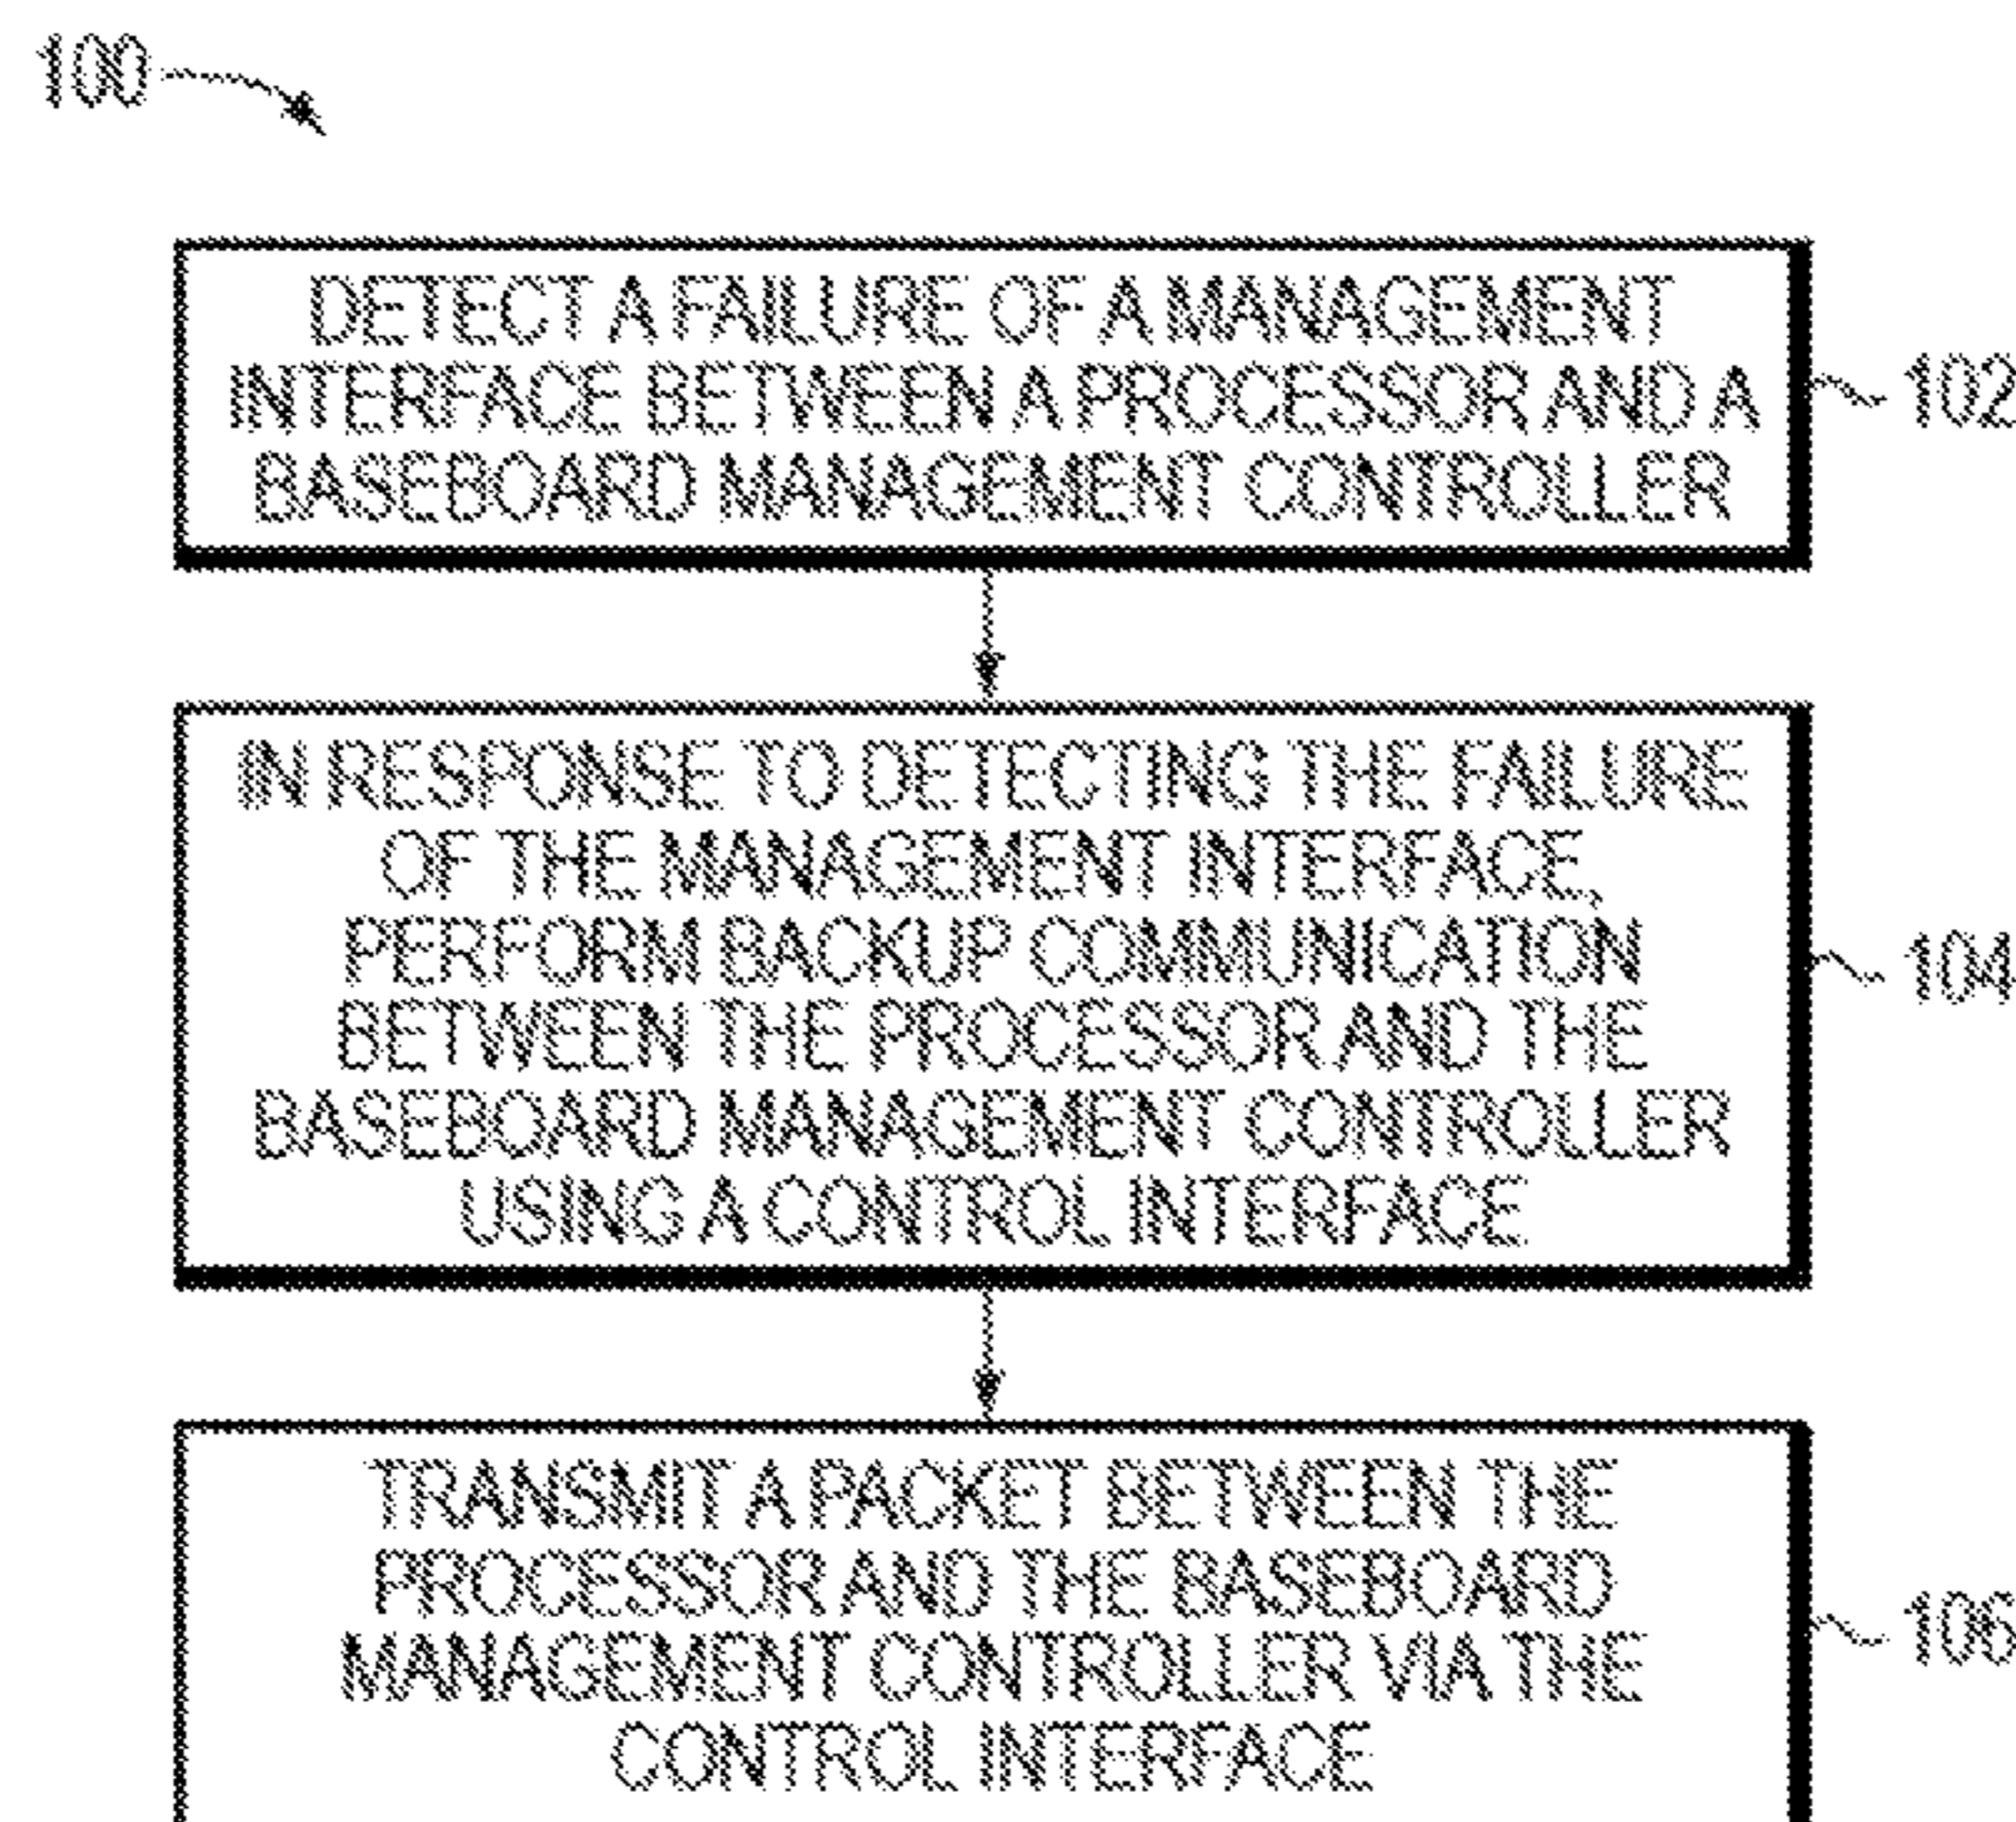 100
DETECT A FAILURE OF A MANAGEMENT
INTERFACE BETWEEN A PROCESSOR AND A
BASEBOARD MANAGEMENT CONTROLLER
102
IN RESPONSE TO DETECTING THE FAILURE
OF THE MANAGEMENT INTERFACE,
PERFORM BACKUP COMMUNICATION
BETWEEN THE PROCESSOR AND THE
BASEBOARD MANAGEMENT CONTROLLER
USING A CONTROL INTERFACE
104
TRANSMIT A PACKET BETWEEN THE
PROCESSOR AND THE BASEBOARD
MANAGEMENT CONTROLLER VIA THE
CONTROL INTERFACE
106